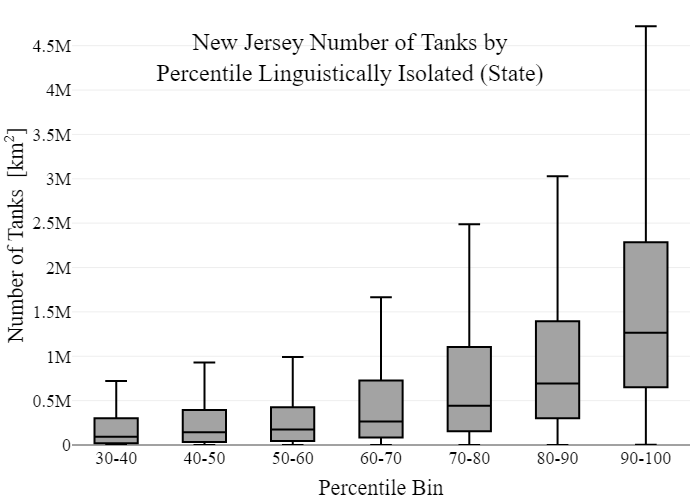 New Jersey Number of Tanks by
Percentile Linguistically Isolated (State)
Number of Tanks [km²]
4.5M
4M
3.5M
3M
2.5M
2M
1.5M
1M
0.5M
0
30-40 40-50 50-60 60-70 70-80 80-90 90-100
Percentile Bin